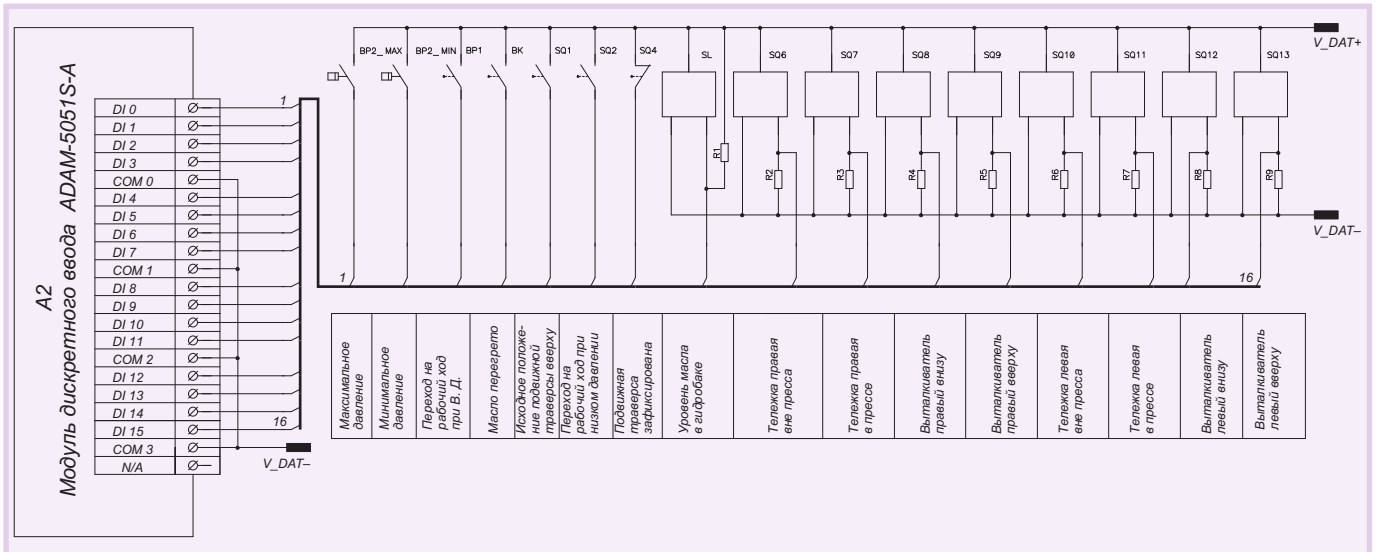 A2
Модуль дискретного ввода ADAM-5051S-A
DI 0
DI 1
DI 2
DI 3
COM 0
DI 4
DI 5
DI 6
DI 7
COM 1
DI 8
DI 9
DI 10
DI 11
COM 2
DI 12
DI 13
DI 14
DI 15
COM 3
N/A
1
16
V_DAT–
BP2_MAX
BP2_MIN
BP1
BK
SQ1
SQ2
SQ4
SL
SQ6
SQ7
SQ8
SQ9
SQ10
SQ11
SQ12
SQ13
V_DAT+
R1
R2
R3
R4
R5
R6
R7
R8
R9
V_DAT–
1
16
Максимальное
давление
Минимальное
давление
Переход на
рабочий ход
при В. Д.
Масло перегрето
Исходное положе-
ние подвижной
траверсы вверху
Переход на
рабочий ход при
низком давлении
Подвижная
траверса
зафиксирована
Уровень масла
в гидробаке
Тележка правая
вне пресса
Тележка правая
в прессе
Выталкиватель
правый внизу
Выталкиватель
правый вверху
Тележка левая
вне пресса
Тележка левая
в прессе
Выталкиватель
левый внизу
Выталкиватель
левый вверху